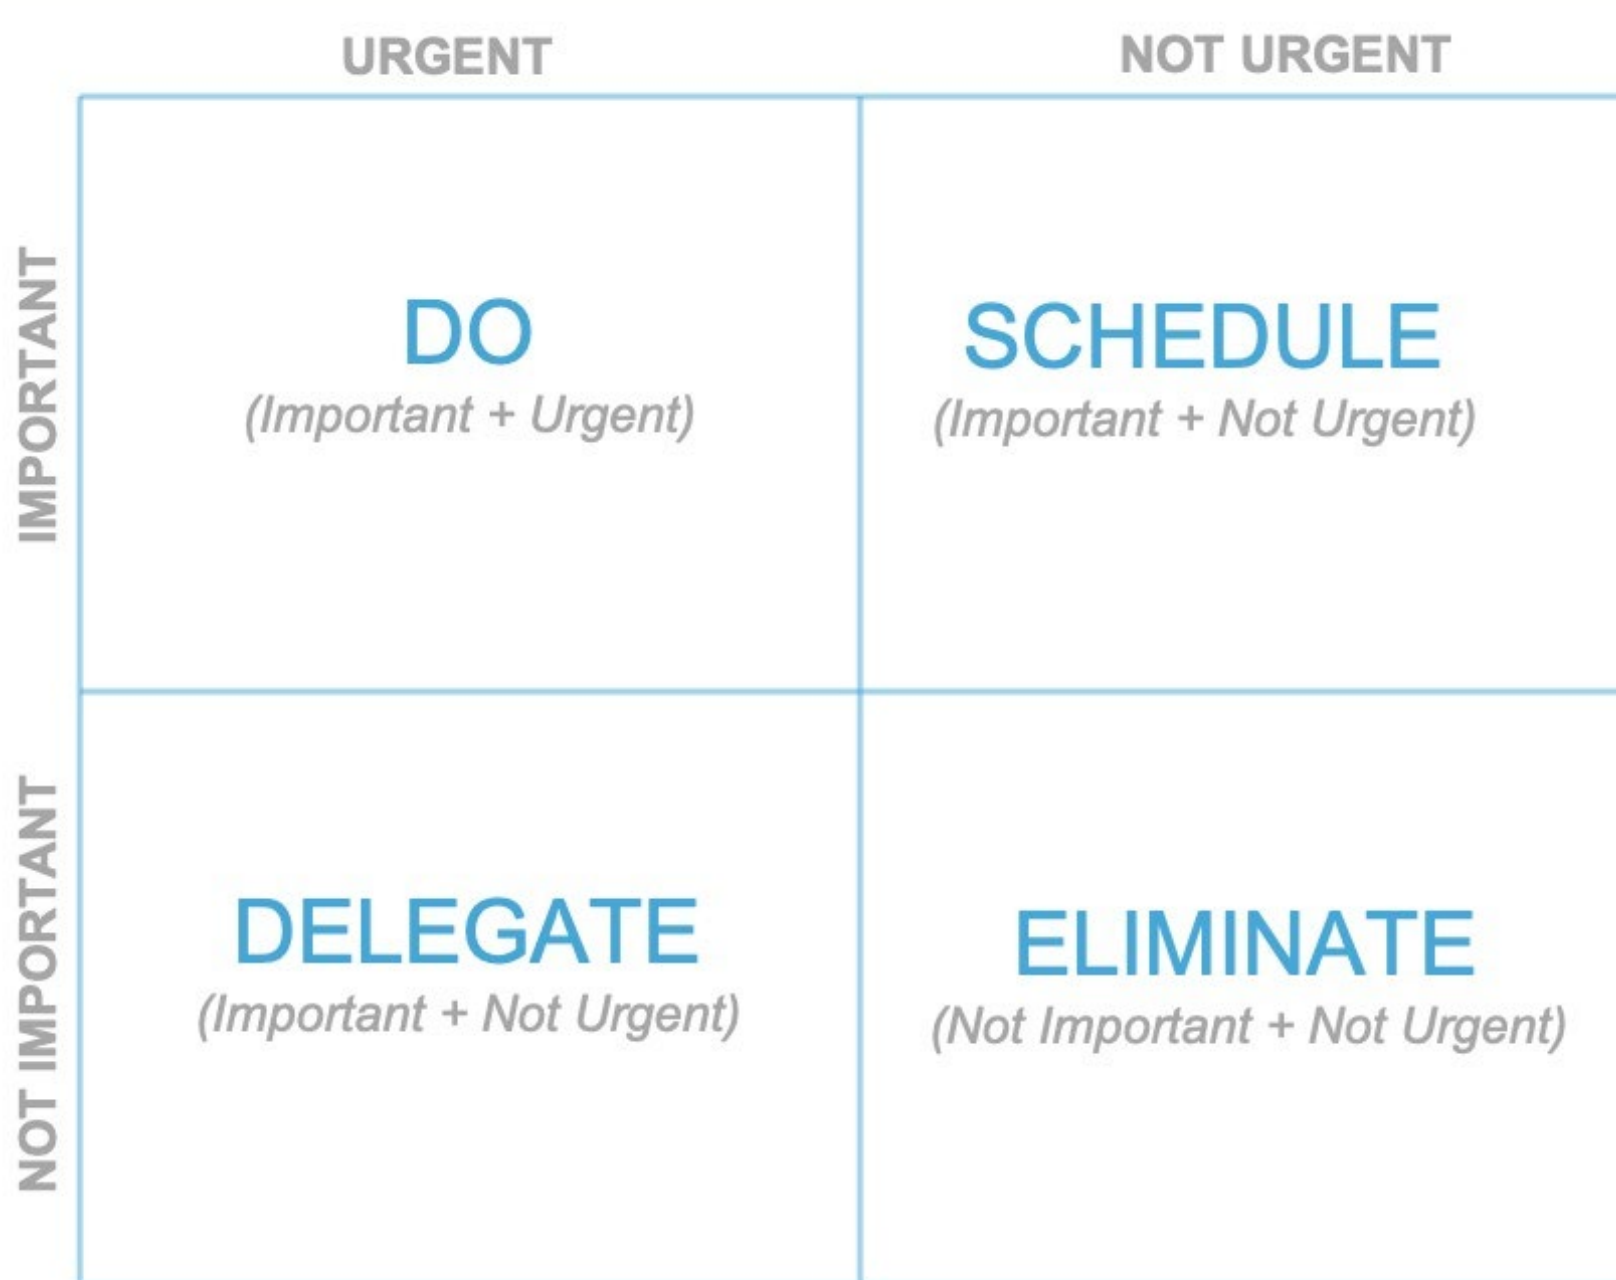 URGENT
NOT URGENT
IMPORTANT
DO
(Important + Urgent)
SCHEDULE
(Important + Not Urgent)
NOT IMPORTANT
DELEGATE
(Important + Not Urgent)
ELIMINATE
(Not Important + Not Urgent)